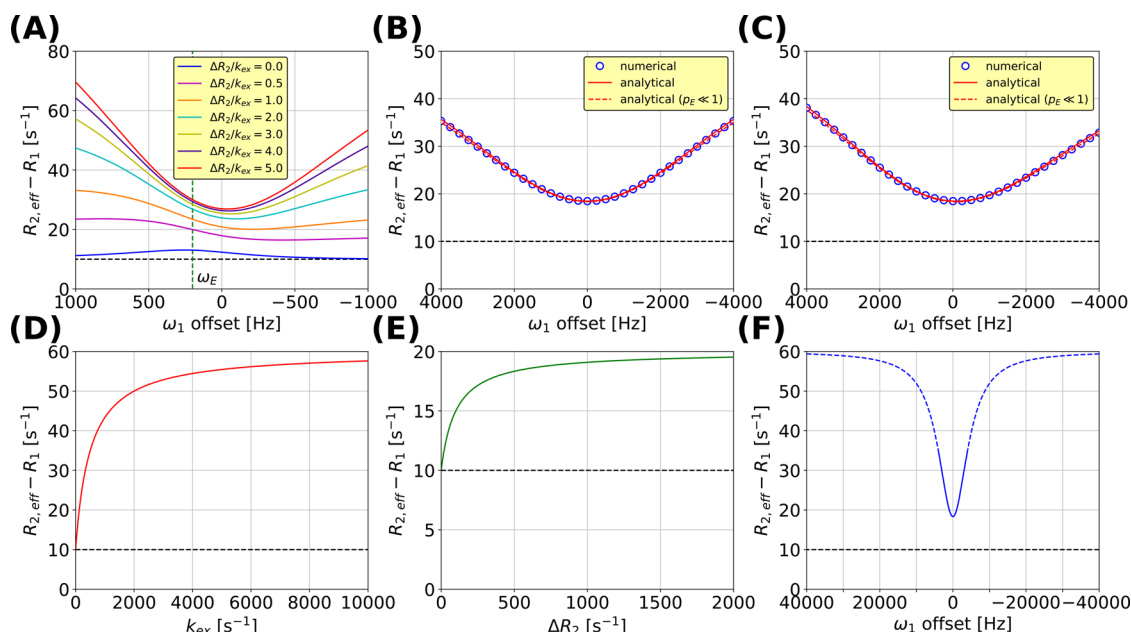 (A)
80
70
60
50
40
30
20
10
0
R2,eff − R1 [s−1]
ΔR2/kex = 0.0
ΔR2/kex = 0.5
ΔR2/kex = 1.0
ΔR2/kex = 2.0
ΔR2/kex = 3.0
ΔR2/kex = 4.0
ΔR2/kex = 5.0
ωE
1000 500 0 −500 −1000
ω1 offset [Hz]
(B)
50
40
30
20
10
0
R2,eff − R1 [s−1]
numerical
analytical
analytical (pE ≪ 1)
4000 2000 0 −2000 −4000
ω1 offset [Hz]
(C)
50
40
30
20
10
0
R2,eff − R1 [s−1]
numerical
analytical
analytical (pE ≪ 1)
4000 2000 0 −2000 −4000
ω1 offset [Hz]
(D)
60
50
40
30
20
10
0
R2,eff − R1 [s−1]
0 2000 4000 6000 8000 10000
kex [s−1]
(E)
20
15
10
5
0
R2,eff − R1 [s−1]
0 500 1000 1500 2000
ΔR2 [s−1]
(F)
60
50
40
30
20
10
0
R2,eff − R1 [s−1]
40000 20000 0 −20000 −40000
ω1 offset [Hz]